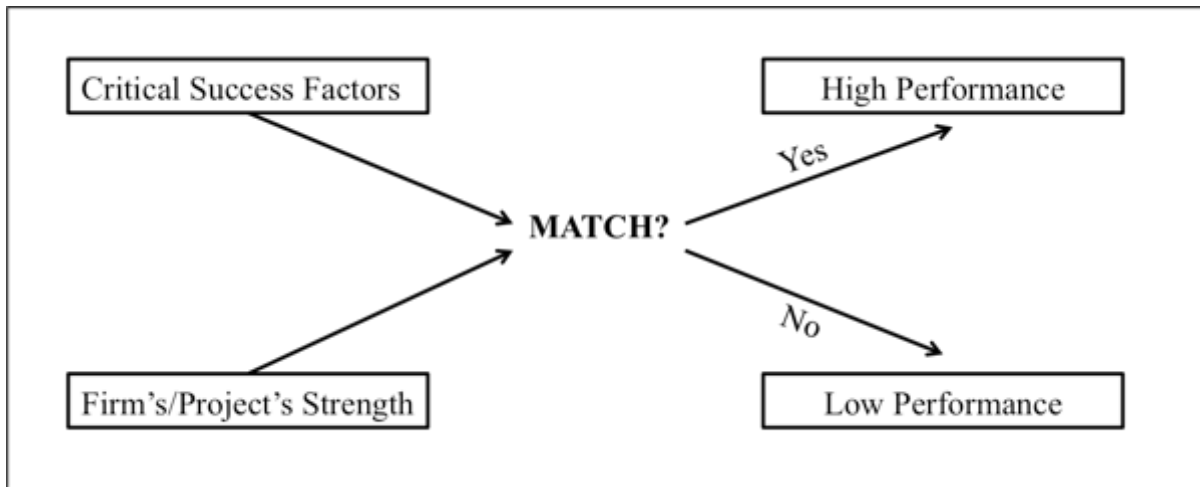 Critical Success Factors
High Performance
Yes
MATCH?
No
Firm's/Project's Strength
Low Performance